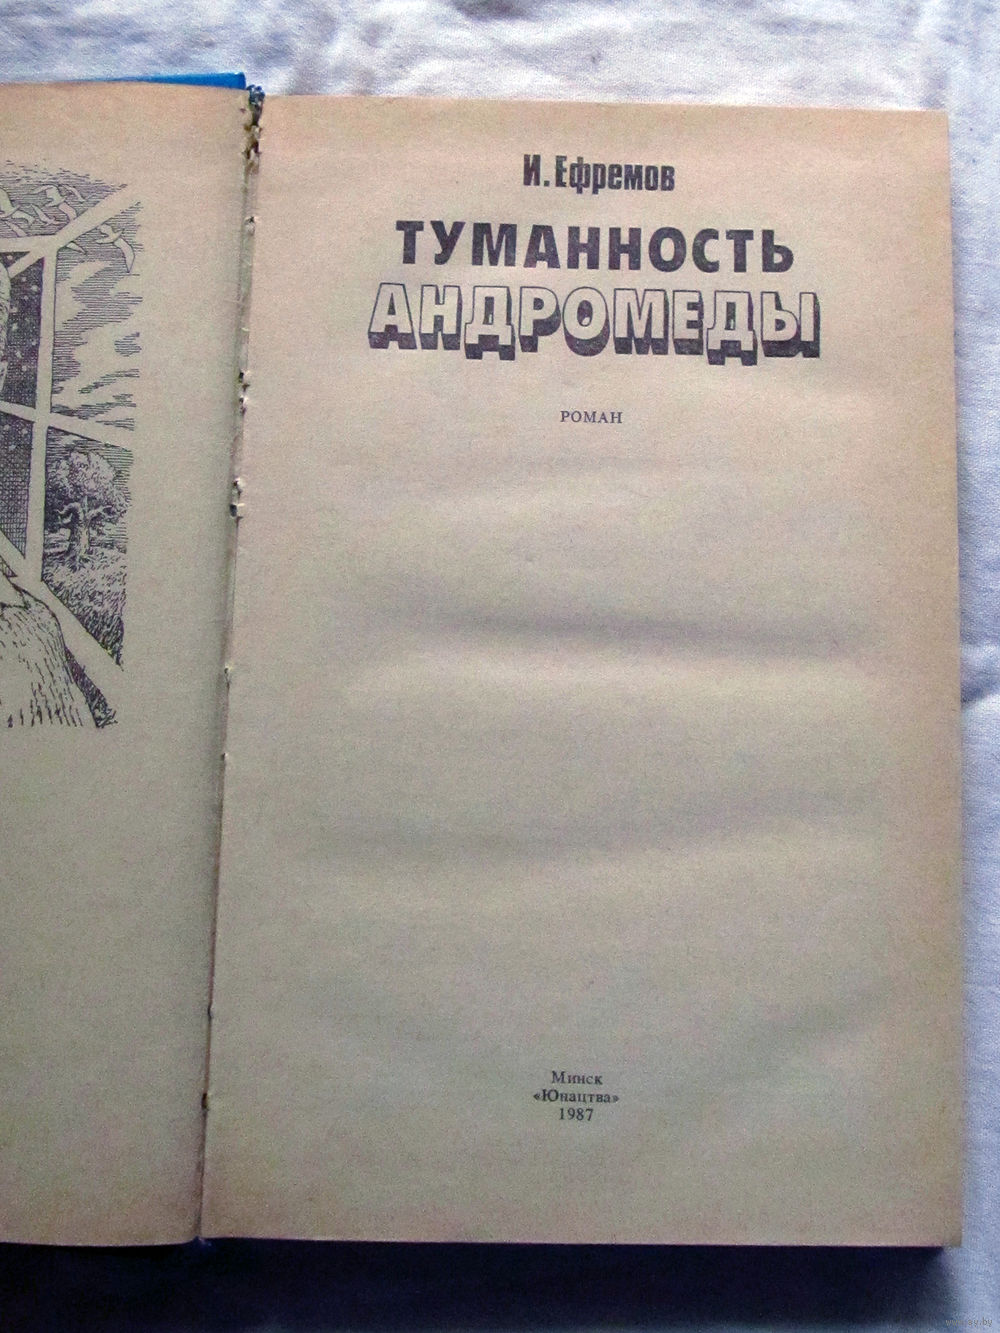 И. Ефремов
ТУМАННОСТЬ
АНДРОМЕДЫ
РОМАН
Минск
«Юнацтва»
1987